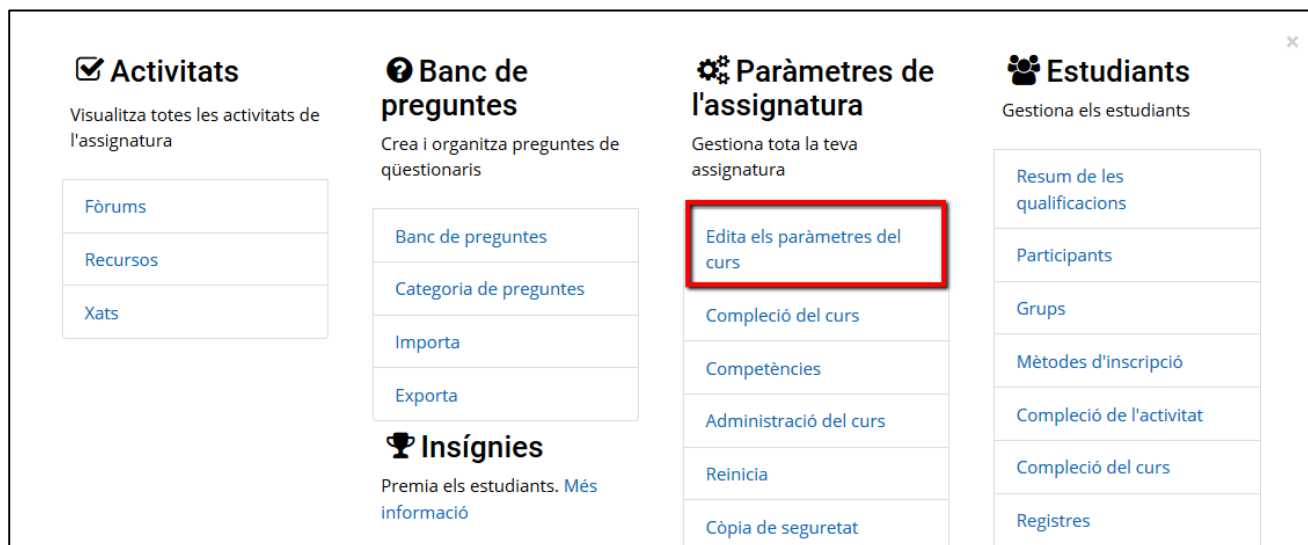 Activitats
Visualitza totes les activitats de
l'assignatura
Fòrums
Recursos
Xats
Banc de
preguntes
Crea i organitza preguntes de
qüestionaris
Banc de preguntes
Categoria de preguntes
Importa
Exporta
Insígnies
Premia els estudiants. Més
informació
Paràmetres de
l'assignatura
Gestiona tota la teva
assignatura
Edita els paràmetres del
curs
Compleció del curs
Competències
Administració del curs
Reinicia
Còpia de seguretat
Estudiants
Gestiona els estudiants
Resum de les
qualificacions
Participants
Grups
Mètodes d'inscripció
Compleció de l'activitat
Compleció del curs
Registres